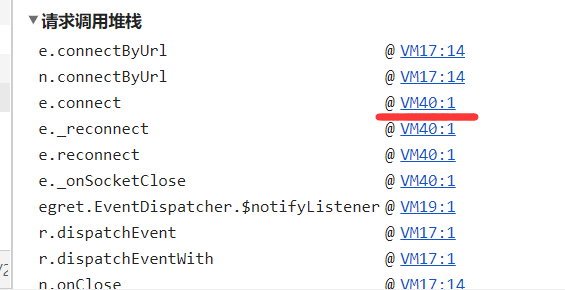 请求调用堆栈
e.connectByUrl @ VM17:14
n.connectByUrl @ VM17:14
e.connect @ VM40:1
e._reconnect @ VM40:1
e.reconnect @ VM40:1
e._onSocketClose @ VM40:1
egret.EventDispatcher.$notifyListener @ VM19:1
r.dispatchEvent @ VM17:1
r.dispatchEventWith @ VM17:1
n.onClose @ VM17:14